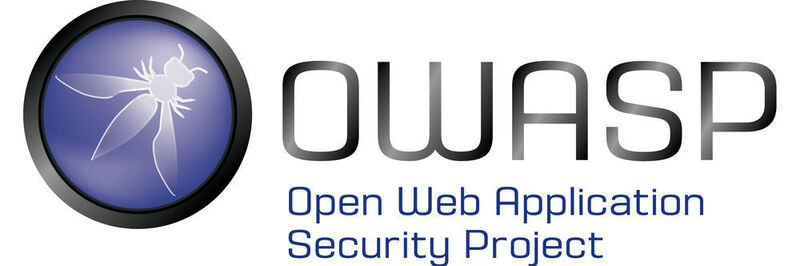 OWASP
Open Web Application
Security Project